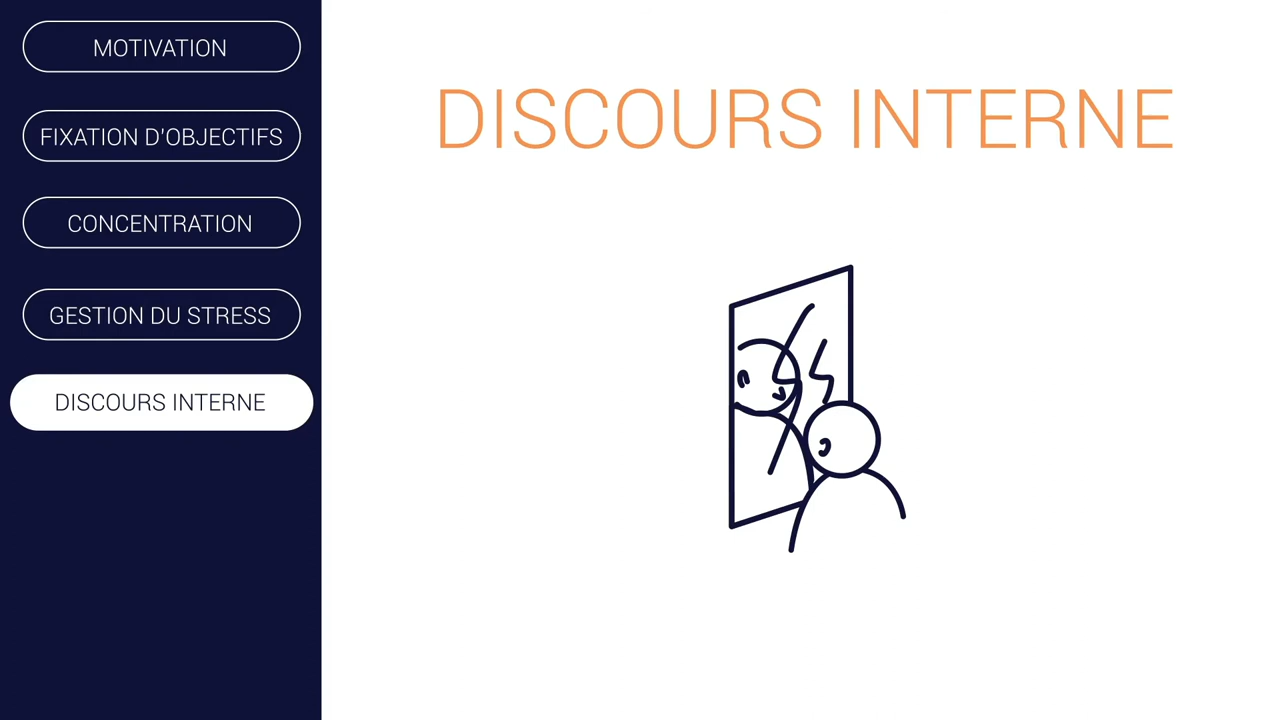 MOTIVATION
FIXATION D'OBJECTIFS
CONCENTRATION
GESTION DU STRESS
DISCOURS INTERNE
DISCOURS INTERNE